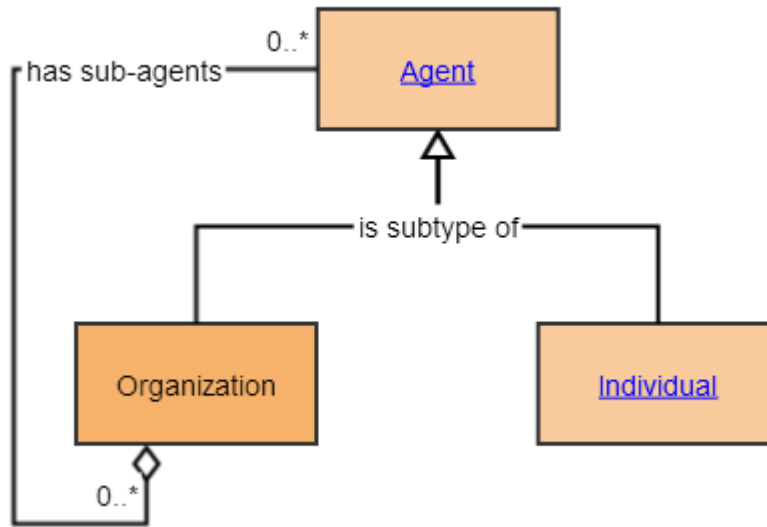 0..*
has sub-agents
Agent
is subtype of
Organization
Individual
0..*